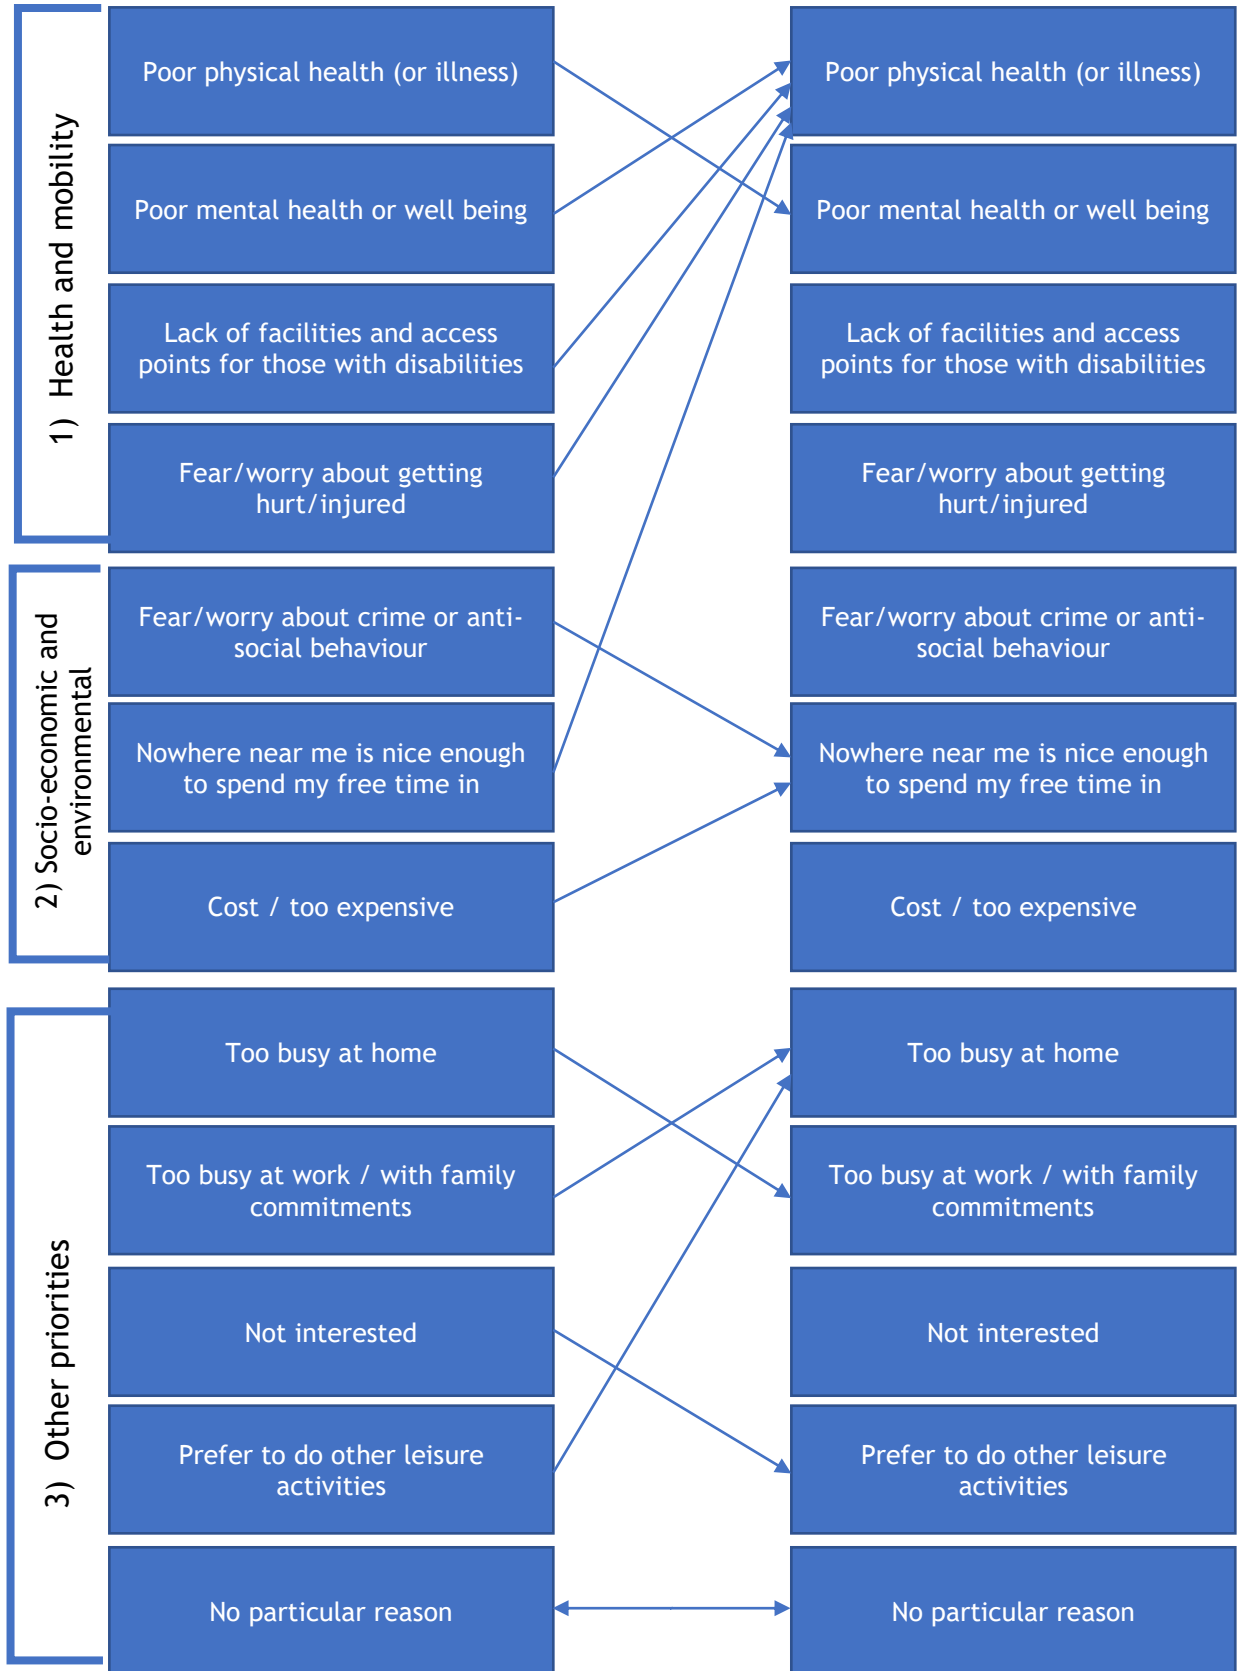 1) Health and mobility
Poor physical health (or illness)
Poor physical health (or illness)
Poor mental health or well being
Poor mental health or well being
Lack of facilities and access
points for those with disabilities
Lack of facilities and access
points for those with disabilities
Fear/worry about getting
hurt/injured
Fear/worry about getting
hurt/injured
2) Socio-economic and
environmental
Fear/worry about crime or anti-
social behaviour
Fear/worry about crime or anti-
social behaviour
Nowhere near me is nice enough
to spend my free time in
Nowhere near me is nice enough
to spend my free time in
Cost / too expensive
Cost / too expensive
3) Other priorities
Too busy at home
Too busy at home
Too busy at work / with family
commitments
Too busy at work / with family
commitments
Not interested
Not interested
Prefer to do other leisure
activities
Prefer to do other leisure
activities
No particular reason
No particular reason